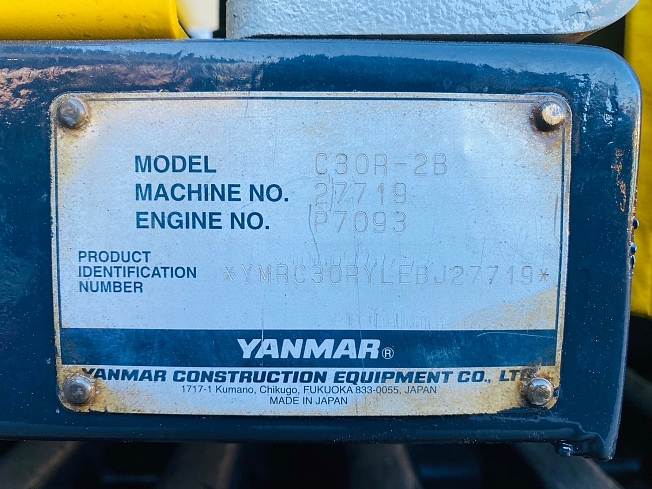 MODEL C30R-2B
MACHINE NO. 27719
ENGINE NO. P7093
PRODUCT
IDENTIFICATION
NUMBER *YMRC30RYLEBJ27719*
YANMAR®
YANMAR CONSTRUCTION EQUIPMENT CO., LTD.
1717-1 Kumano, Chikugo, FUKUOKA 833-0055, JAPAN
MADE IN JAPAN